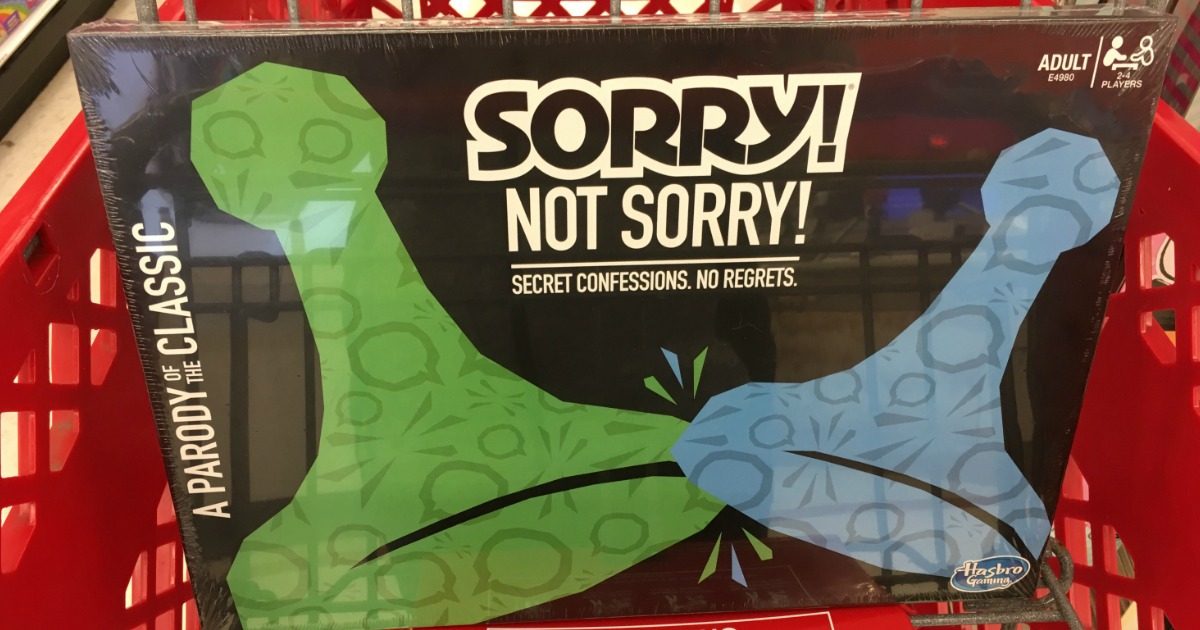 SORRY!
NOT SORRY!
SECRET CONFESSIONS. NO REGRETS.
ADULT
E4980
2-4
PLAYERS
A PARODY OF THE CLASSIC
Hasbro
Gaming